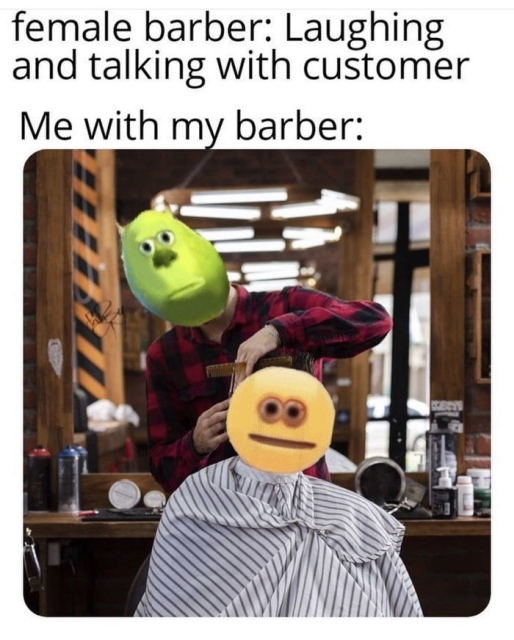 female barber: Laughing
and talking with customer
Me with my barber: